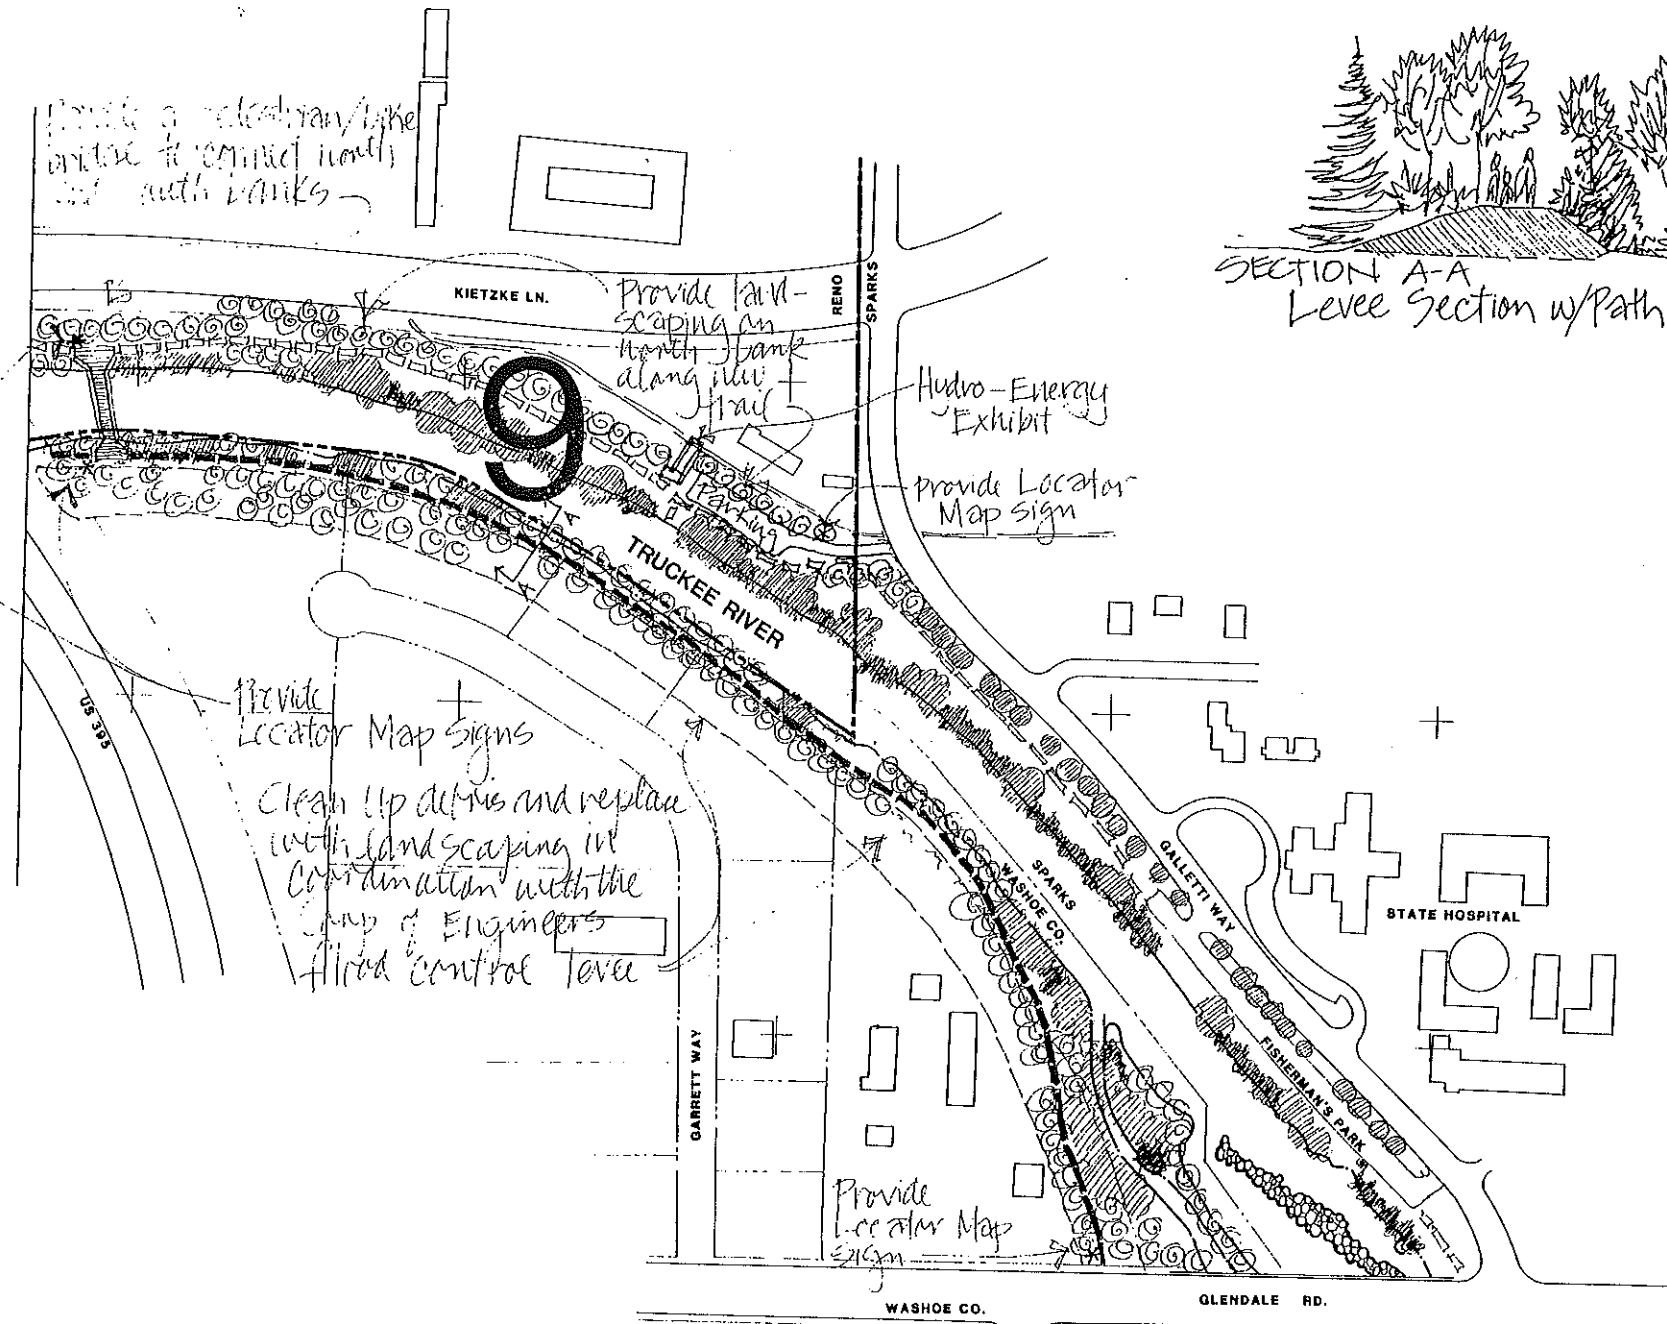 Provide a pedestrian/bike
bridge to connect north
and south banks
SECTION A-A
Levee Section w/Path
KIETZKE LN.
Provide land-
scaping on
north bank
along new
trail
RENO
SPARKS
9
Hydro-Energy
Exhibit
Parking
provide Locator
Map Sign
A
A
TRUCKEE RIVER
US 395
Provide
Locator Map Signs
Clean Up debris and replace
with landscaping in
Coordination with the
Corp of Engineers
flood control levee
SPARKS
WASHOE CO.
GALLETTI WAY
STATE HOSPITAL
GARRETT WAY
FISHERMAN'S PARK
Provide
Locator Map
Sign
WASHOE CO.
GLENDALE RD.